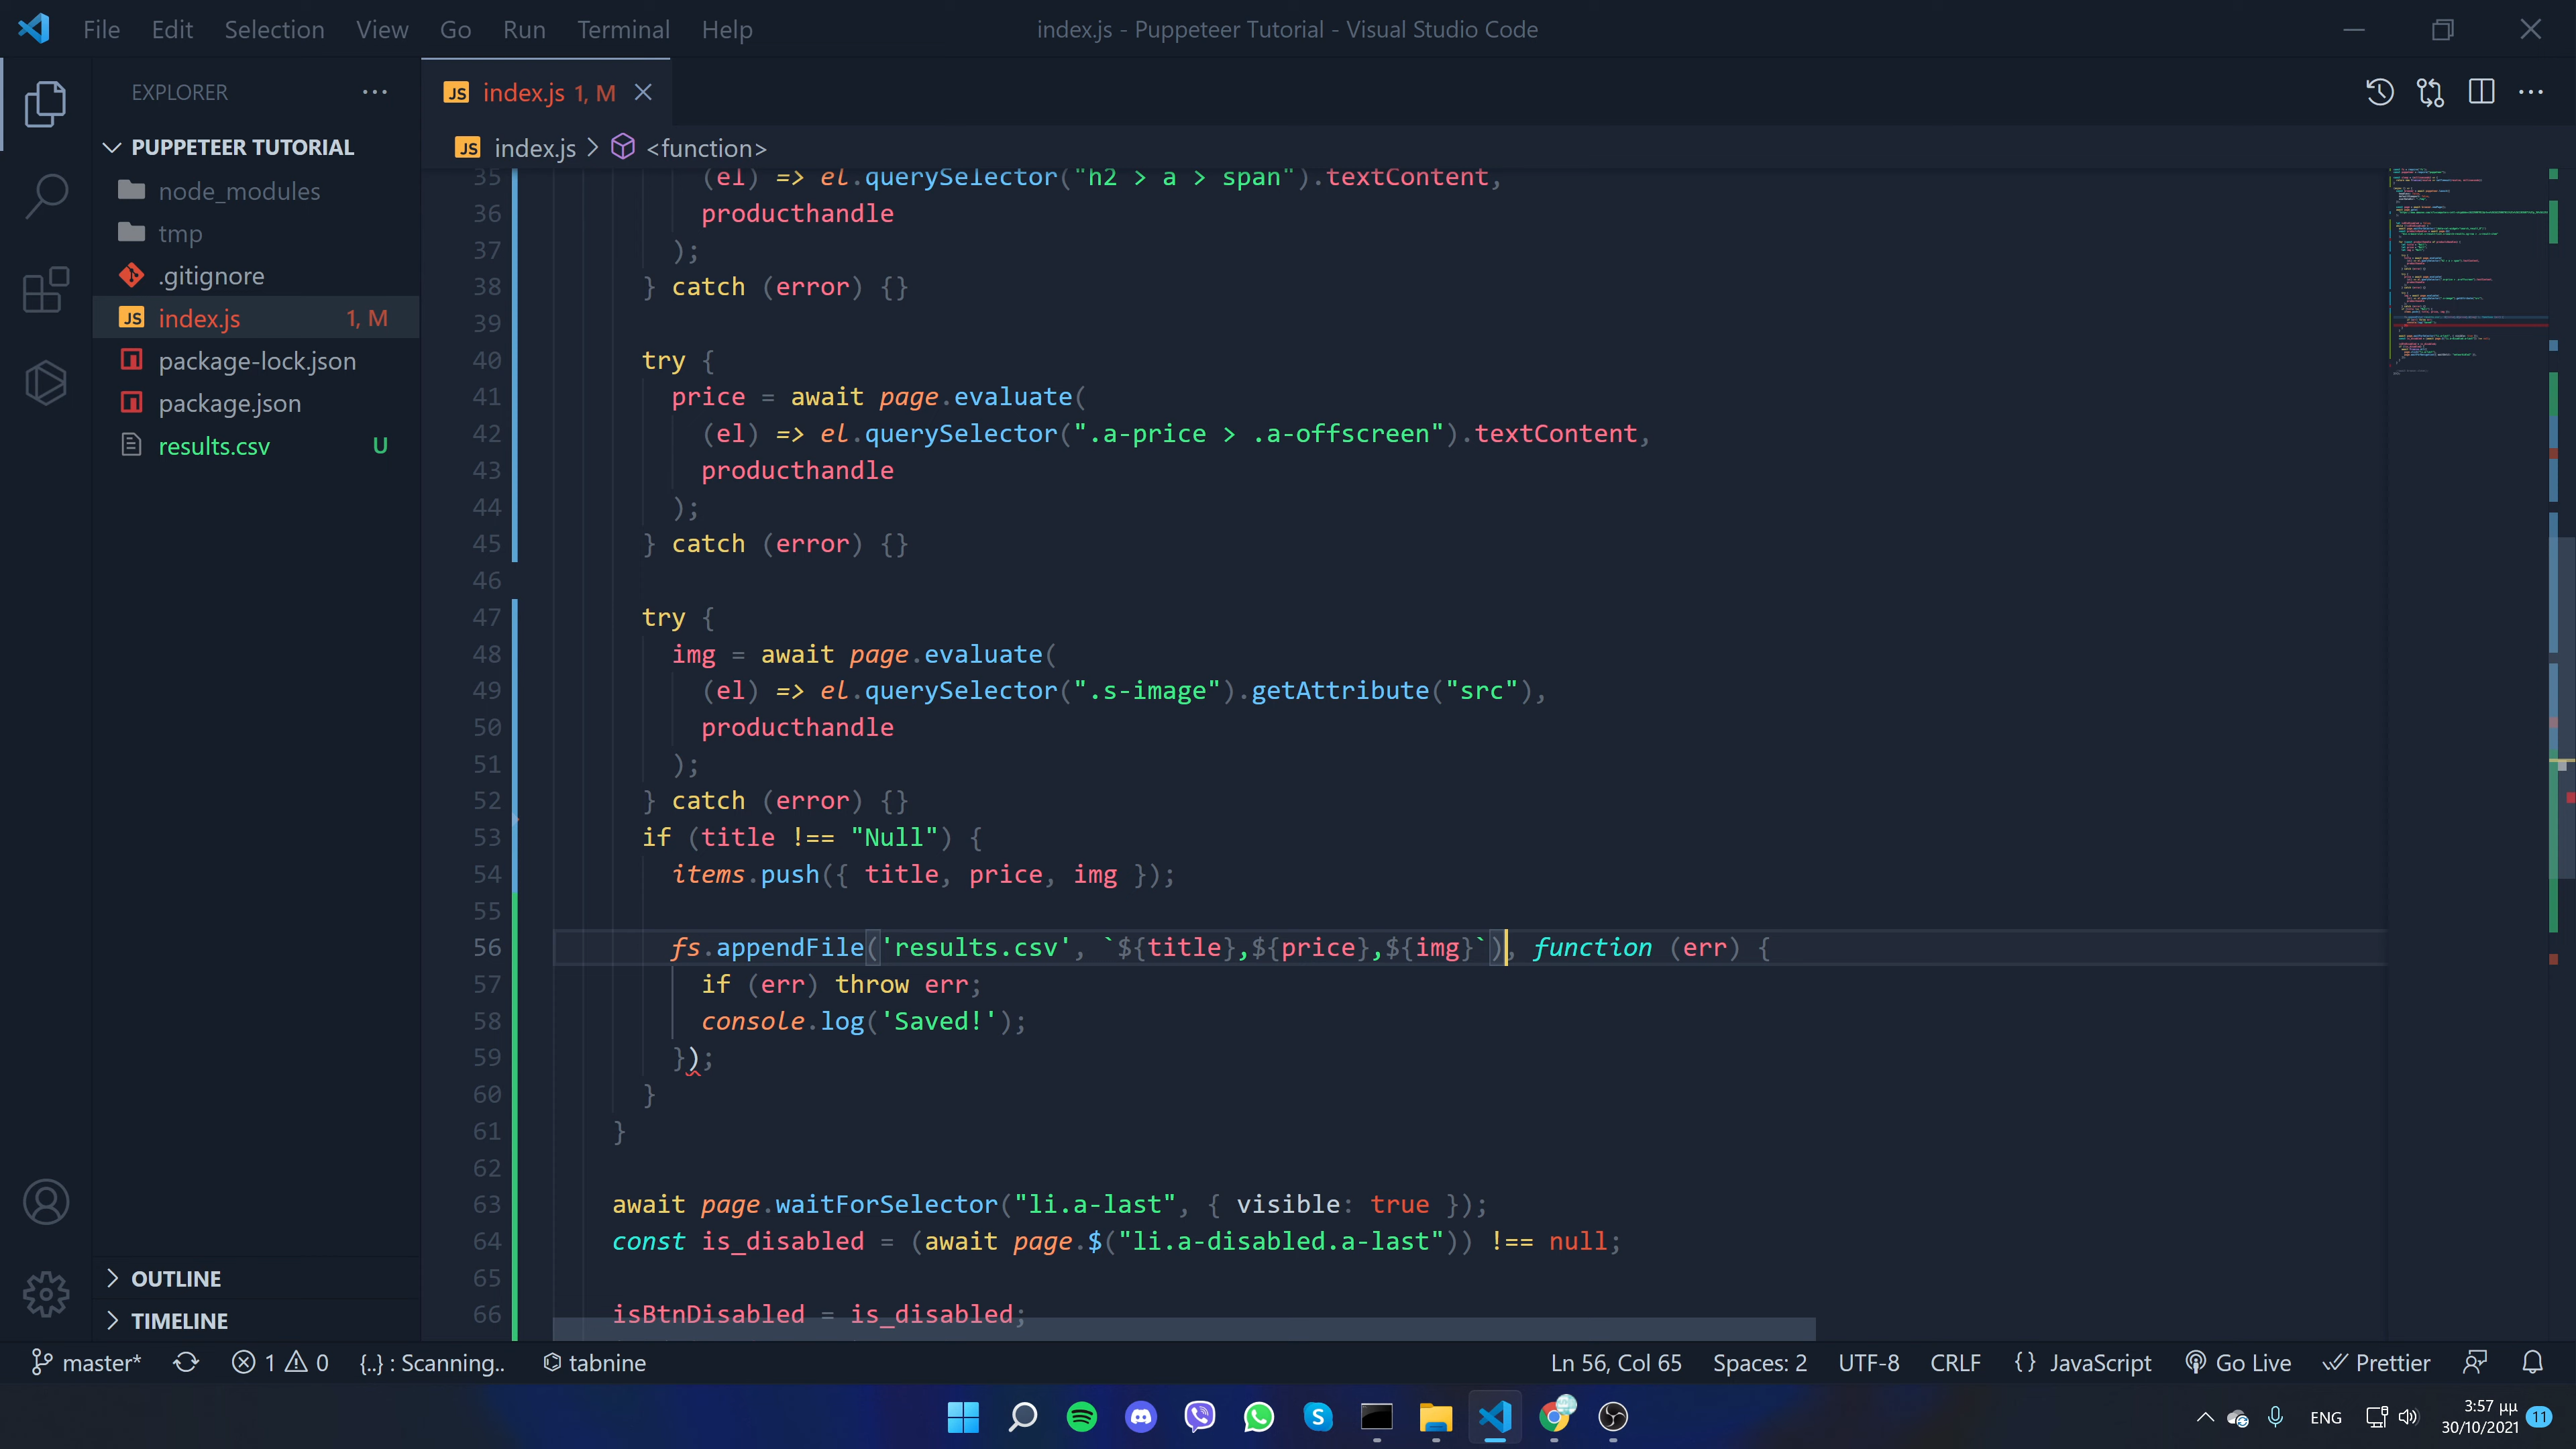 File Edit Selection View Go Run Terminal Help
index.js - Puppeteer Tutorial - Visual Studio Code
EXPLORER
PUPPETEER TUTORIAL
node_modules
tmp
.gitignore
JS index.js 1, M
package-lock.json
package.json
results.csv U
OUTLINE
TIMELINE
JS index.js 1, M
JS index.js > <function>
35 (el) => el.querySelector("h2 > a > span").textContent,
36 producthandle
37 );
38 } catch (error) {}
39
40 try {
41 price = await page.evaluate(
42 (el) => el.querySelector(".a-price > .a-offscreen").textContent,
43 producthandle
44 );
45 } catch (error) {}
46
47 try {
48 img = await page.evaluate(
49 (el) => el.querySelector(".s-image").getAttribute("src"),
50 producthandle
51 );
52 } catch (error) {}
53 if (title !== "Null") {
54 items.push({ title, price, img });
55
56 fs.appendFile('results.csv', `${title},${price},${img}`), function (err) {
57 if (err) throw err;
58 console.log('Saved!');
59 });
60 }
61 }
62
63 await page.waitForSelector("li.a-last", { visible: true });
64 const is_disabled = (await page.$("li.a-disabled.a-last")) !== null;
65
66 isBtnDisabled = is_disabled;
master* 1 0 {..} : Scanning.. tabnine Ln 56, Col 65 Spaces: 2 UTF-8 CRLF {} JavaScript Go Live Prettier
ENG 3:57 μμ 11
30/10/2021